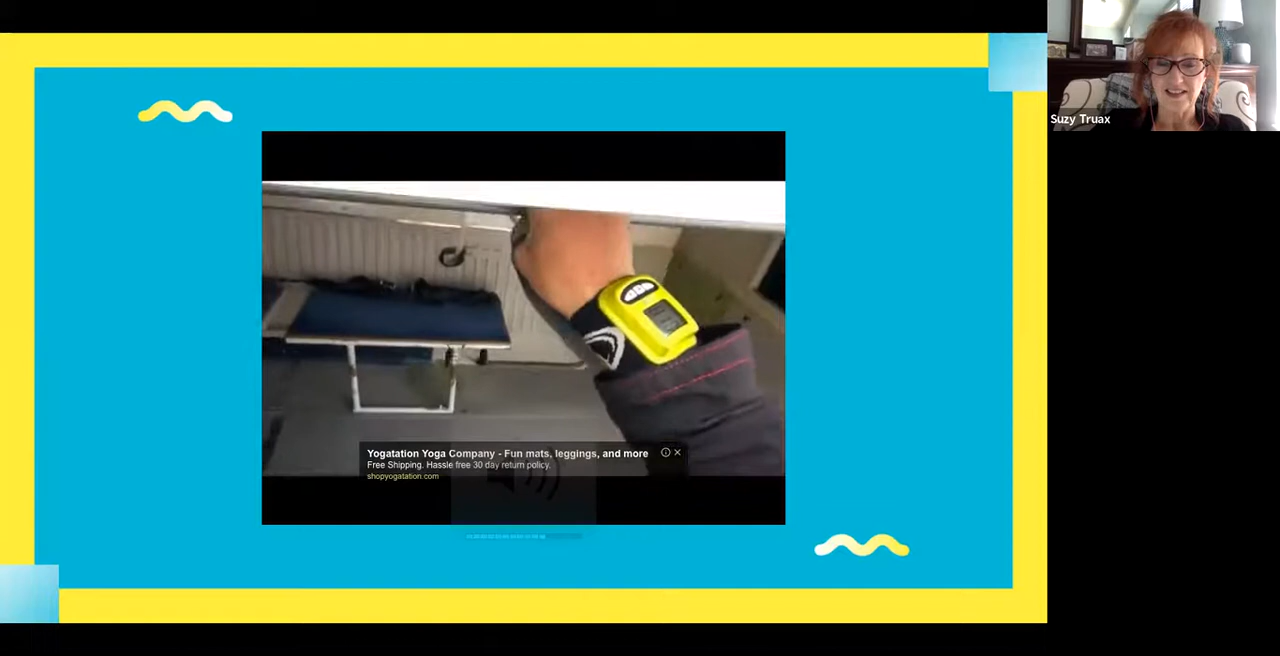 Suzy Truax
Yogatation Yoga Company - Fun mats, leggings, and more
Free Shipping. Hassle free 30 day return policy.
shopyogatation.com